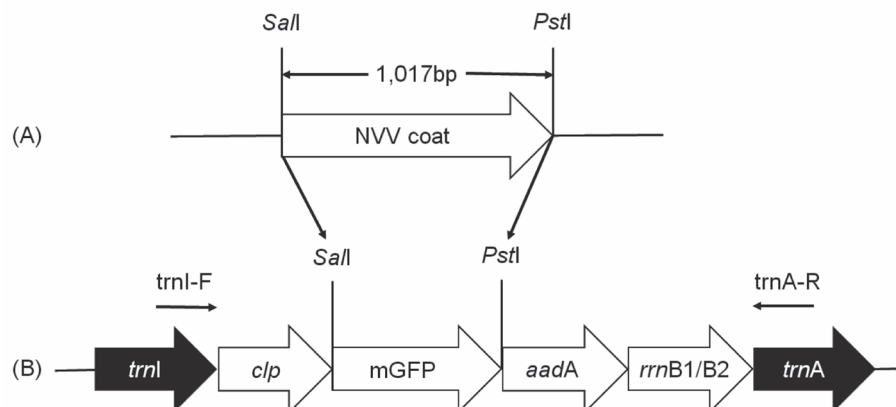 SalI PstI
1,017bp
(A) NVV coat
SalI PstI
trnI-F trnA-R
(B) trnI clp mGFP aadA rrnB1/B2 trnA